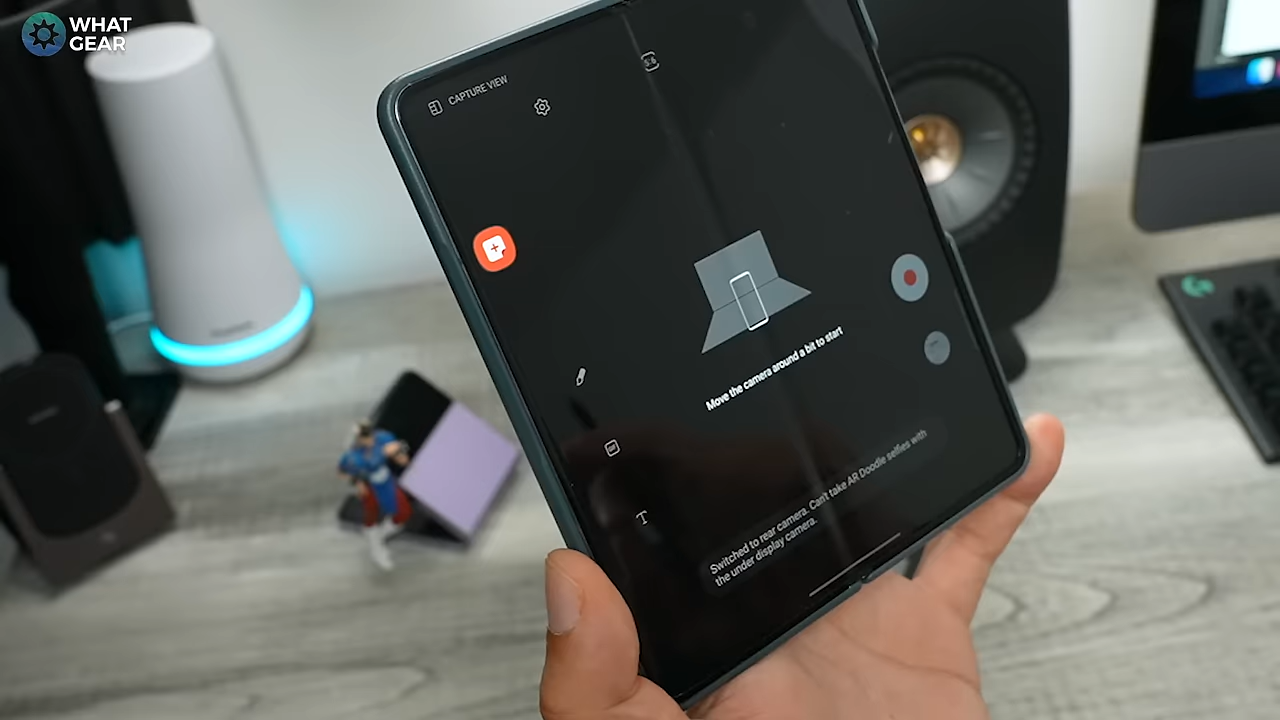 WHAT
GEAR
CAPTURE VIEW
Move the camera around a bit to start
Switched to rear camera. Can't take AR Doodle selfies with
the under display camera.
T